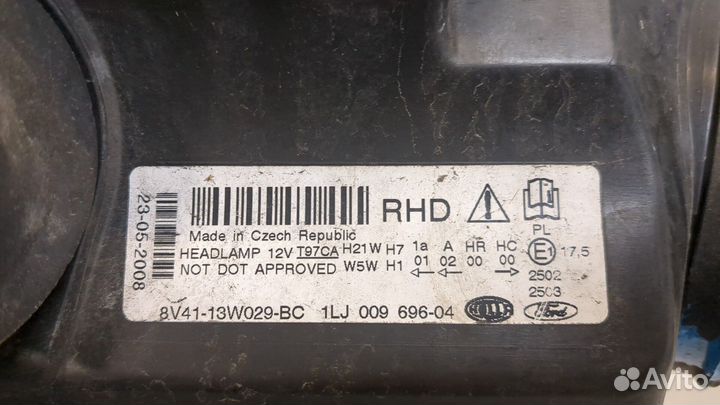 23-05-2008
RHD
Made in Czech Republic
HEADLAMP 12V T97CA H21W H7 1a A HR HC PL E1 17,5
NOT DOT APPROVED W5W H1 01 02 00 00 2502
2503
8V41-13W029-BC 1LJ 009 696-04 HELLA Ford
Avito